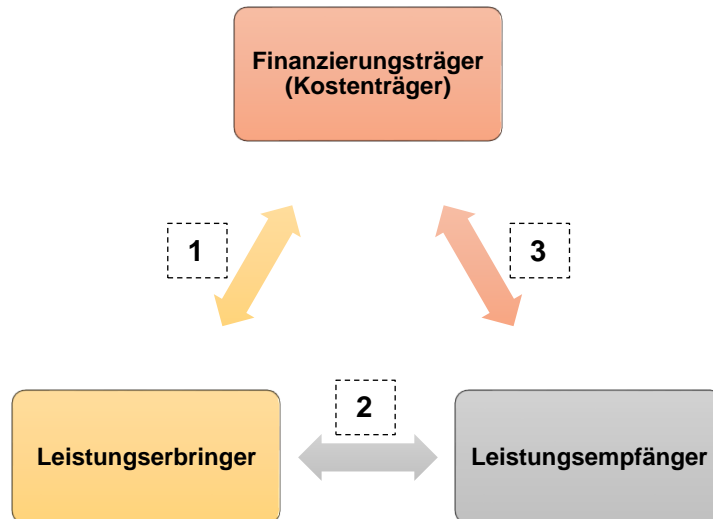 Finanzierungsträger
(Kostenträger)
1
3
2
Leistungserbringer
Leistungsempfänger